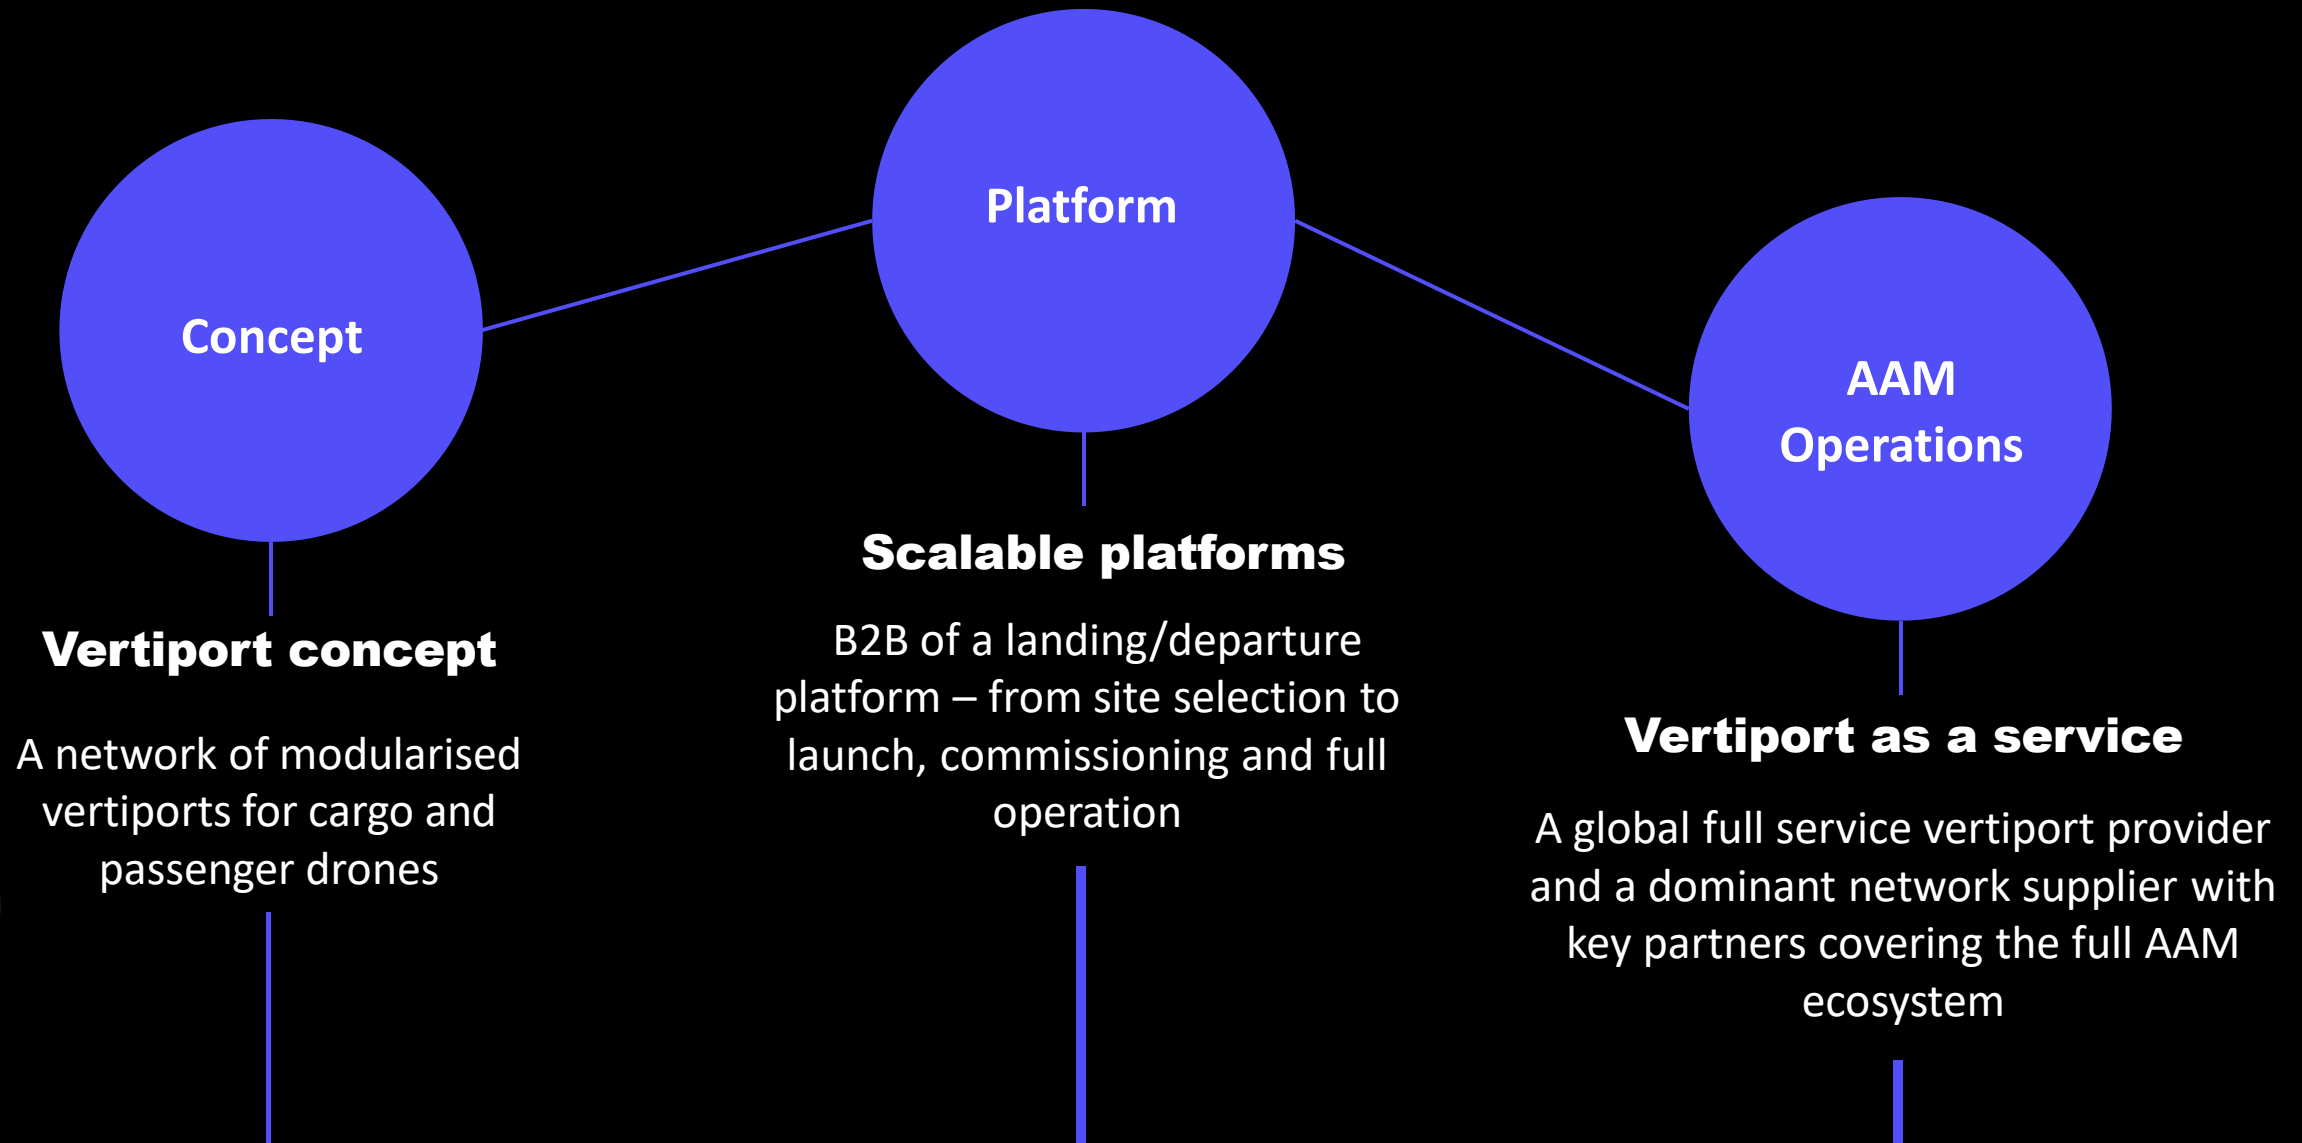 Concept
Vertiport concept
A network of modularised
vertiports for cargo and
passenger drones
Platform
Scalable platforms
B2B of a landing/departure
platform – from site selection to
launch, commissioning and full
operation
AAM
Operations
Vertiport as a service
A global full service vertiport provider
and a dominant network supplier with
key partners covering the full AAM
ecosystem